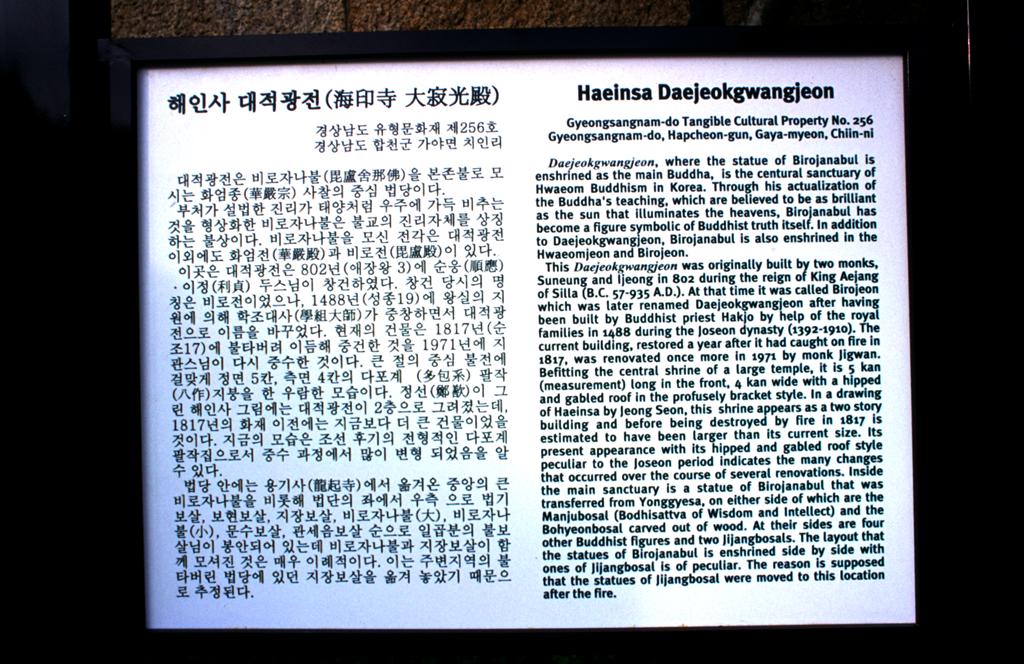 해인사 대적광전(海印寺 大寂光殿)
경상남도 유형문화재 제256호
경상남도 합천군 가야면 치인리
대적광전은 비로자나불(毘盧舍那佛)을 본존불로 모
시는 화엄종(華嚴宗) 사찰의 중심 법당이다.
부처가 설법한 진리가 태양처럼 우주에 가득 비추는
것을 형상화한 비로자나불은 불교의 진리자체를 상징
하는 불상이다. 비로자나불을 모신 전각은 대적광전
이외에도 화엄전(華嚴殿)과 비로전(毘盧殿)이 있다.
이곳은 대적광전은 802년(애장왕 3)에 순응(順應)
·이정(利貞) 두스님이 창건하였다. 창건 당시의 명
칭은 비로전이었으나, 1488년(성종19)에 왕실의 지
원에 의해 학조대사(學組大師)가 중창하면서 대적광
전으로 이름을 바꾸었다. 현재의 건물은 1817년(순
조17)에 불타버려 이듬해 중건한 것을 1971년에 지
관스님이 다시 중수한 것이다. 큰 절의 중심 불전에
걸맞게 정면 5칸, 측면 4칸의 다포계 (多包系) 팔작
(八作)지붕을 한 우람한 모습이다. 정선(鄭歚)이 그
린 해인사 그림에는 대적광전이 2층으로 그려졌는데,
1817년의 화재 이전에는 지금보다 더 큰 건물이었을
것이다. 지금의 모습은 조선 후기의 전형적인 다포계
팔작집으로서 중수 과정에서 많이 변형 되었음을 알
수 있다.
법당 안에는 용기사(龍起寺)에서 옮겨온 중앙의 큰
비로자나불을 비롯해 법단의 좌에서 우측 으로 법기
보살, 보현보살, 지장보살, 비로자나불(大), 비로자나
불(小), 문수보살, 관세음보살 순으로 일곱분의 불보
살님이 봉안되어 있는데 비로자나불과 지장보살이 함
께 모셔진 것은 매우 이례적이다. 이는 주변지역의 불
타버린 법당에 있던 지장보살을 옮겨 놓았기 때문으
로 추정된다.
Haeinsa Daejeokgwangjeon
Gyeongsangnam-do Tangible Cultural Property No. 256
Gyeongsangnam-do, Hapcheon-gun, Gaya-myeon, Chiin-ni
Daejeokgwangjeon, where the statue of Birojanabul is
enshrined as the main Buddha, is the centural sanctuary of
Hwaeom Buddhism in Korea. Through his actualization of
the Buddha's teaching, which are believed to be as brilliant
as the sun that illuminates the heavens, Birojanabul has
become a figure symbolic of Buddhist truth itself. In addition
to Daejeokgwangjeon, Birojanabul is also enshrined in the
Hwaeomjeon and Birojeon.
This Daejeokgwangjeon was originally built by two monks,
Suneung and Ijeong in 802 during the reign of King Aejang
of Silla (B.C. 57-935 A.D.). At that time it was called Birojeon
which was later renamed Daejeokgwangjeon after having
been built by Buddhist priest Hakjo by help of the royal
families in 1488 during the Joseon dynasty (1392-1910). The
current building, restored a year after it had caught on fire in
1817, was renovated once more in 1971 by monk Jigwan.
Befitting the central shrine of a large temple, it is 5 kan
(measurement) long in the front, 4 kan wide with a hipped
and gabled roof in the profusely bracket style. In a drawing
of Haeinsa by Jeong Seon, this shrine appears as a two story
building and before being destroyed by fire in 1817 is
estimated to have been larger than its current size. Its
present appearance with its hipped and gabled roof style
peculiar to the Joseon period indicates the many changes
that occurred over the course of several renovations. Inside
the main sanctuary is a statue of Birojanabul that was
transferred from Yonggyesa, on either side of which are the
Manjubosal (Bodhisattva of Wisdom and Intellect) and the
Bohyeonbosal carved out of wood. At their sides are four
other Buddhist figures and two Jijangbosals. The layout that
the statues of Birojanabul is enshrined side by side with
ones of Jijangbosal is of peculiar. The reason is supposed
that the statues of Jijangbosal were moved to this location
after the fire.